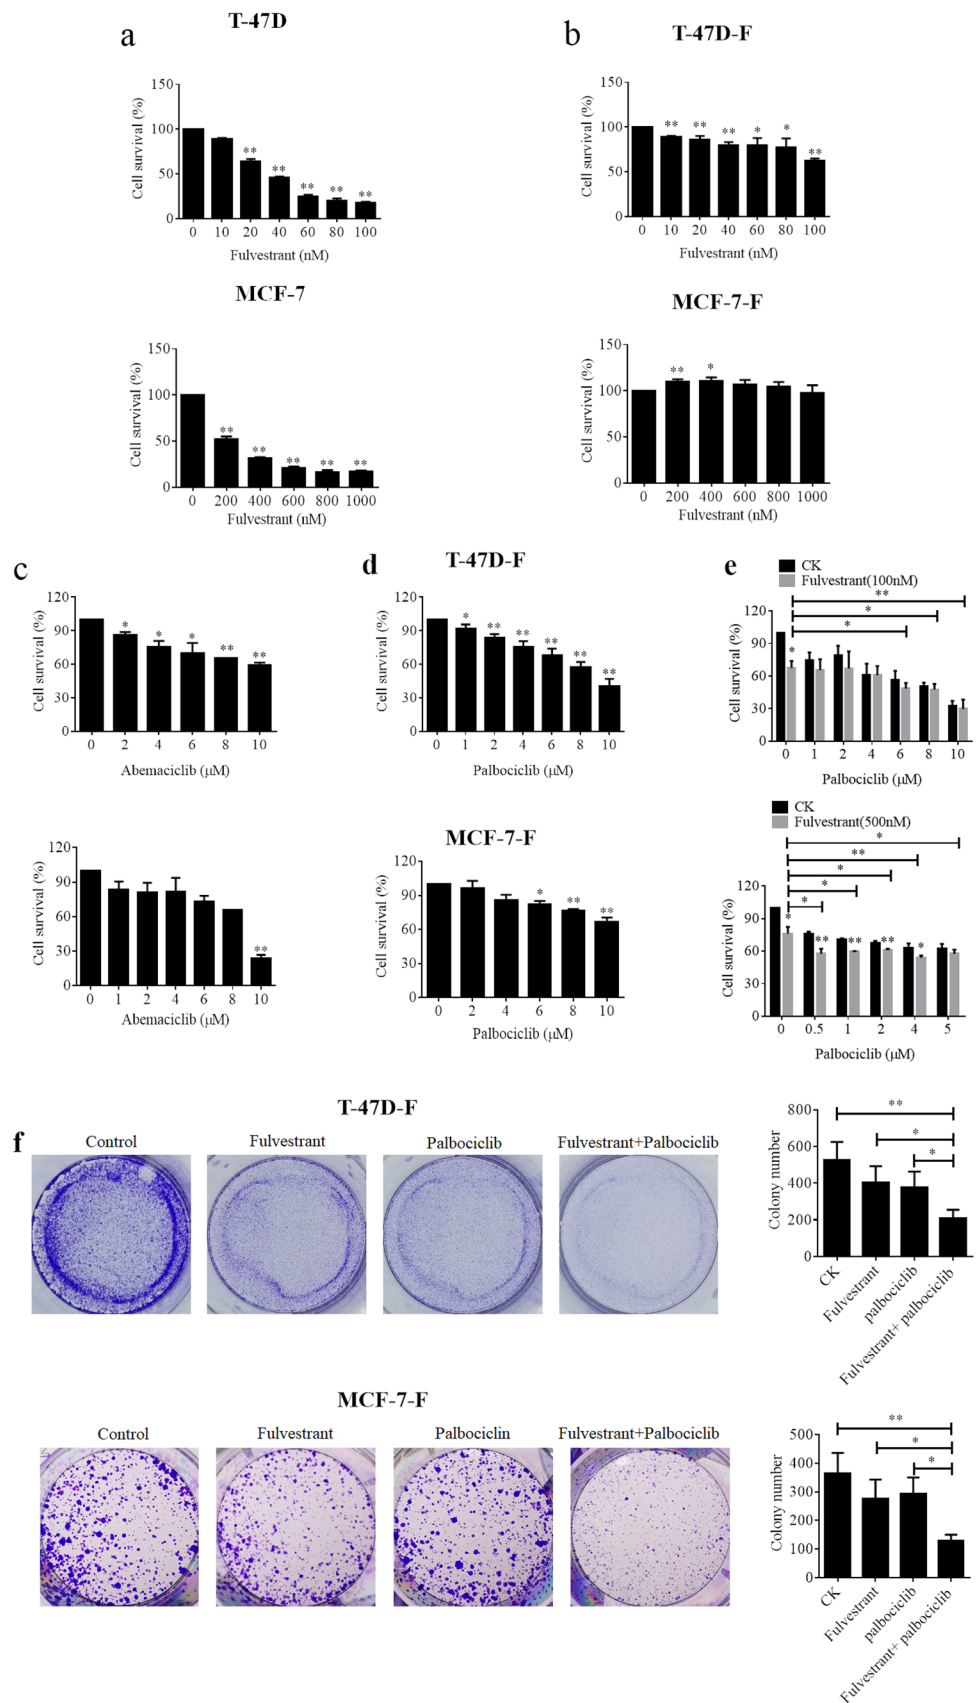 a
T-47D
Cell survival (%)
150
100
50
0
** ** ** ** **
0 10 20 40 60 80 100
Fulvestrant (nM)
b
T-47D-F
Cell survival (%)
150
100
50
0
** ** ** * * **
0 10 20 40 60 80 100
Fulvestrant (nM)
MCF-7
Cell survival (%)
150
100
50
0
** ** ** ** **
0 200 400 600 800 1000
Fulvestrant (nM)
MCF-7-F
Cell survival (%)
150
100
50
0
** *
0 200 400 600 800 1000
Fulvestrant (nM)
c
Cell survival (%)
120
90
60
30
0
* * * ** **
0 2 4 6 8 10
Abemaciclib (μM)
d
T-47D-F
Cell survival (%)
120
90
60
30
0
* ** ** ** ** **
0 1 2 4 6 8 10
Palbociclib (μM)
e
CK
Fulvestrant(100nM)
**
*
*
*
Cell survival (%)
120
90
60
30
0
0 1 2 4 6 8 10
Palbociclib (μM)
Cell survival (%)
120
90
60
30
0
**
0 1 2 4 6 8 10
Abemaciclib (μM)
MCF-7-F
Cell survival (%)
120
90
60
30
0
* ** **
0 2 4 6 8 10
Palbociclib (μM)
CK
Fulvestrant(500nM)
*
**
*
*
*
* ** ** ** *
Cell survival (%)
120
90
60
30
0
0 0.5 1 2 4 5
Palbociclib (μM)
f
T-47D-F
Control
Fulvestrant
Palbociclib
Fulvestrant+Palbociclib
Colony number
800
600
400
200
0
**
*
*
CK
Fulvestrant
palbociclib
Fulvestrant+ palbociclib
MCF-7-F
Control
Fulvestrant
Palbociclin
Fulvestrant+Palbociclib
Colony number
500
400
300
200
100
0
**
*
*
CK
Fulvestrant
palbociclib
Fulvestrant+ palbociclib